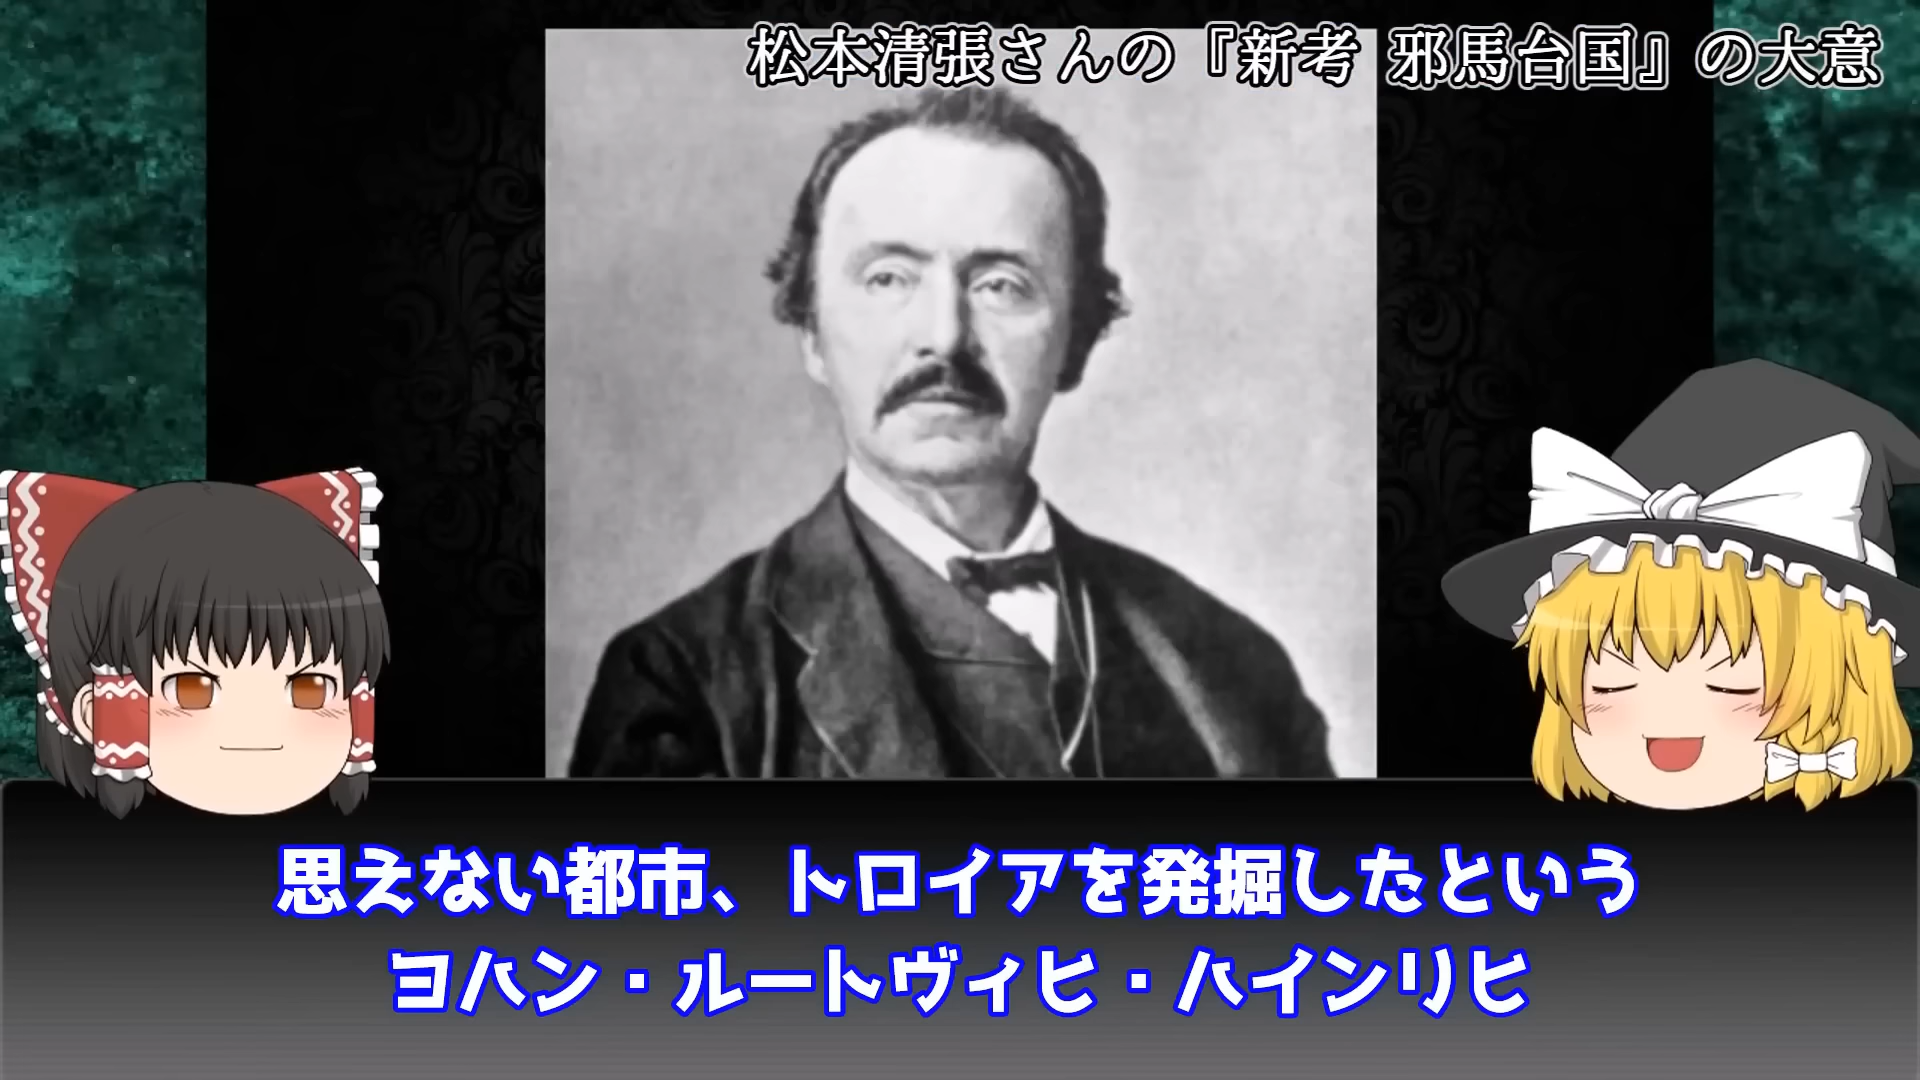 松本清張さんの『新考 邪馬台国』の大意
思えない都市、トロイアを発掘したという
ヨハン・ルートヴィヒ・ハインリヒ